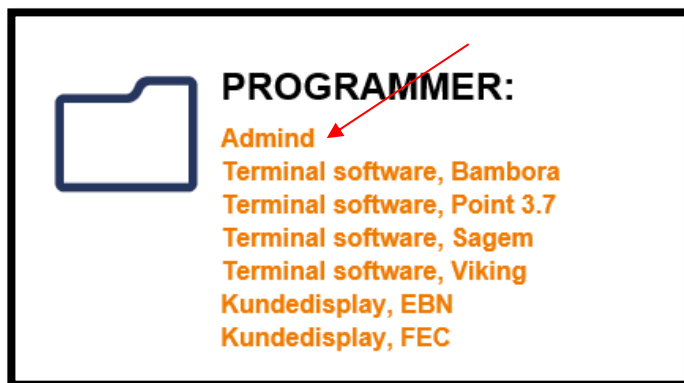 PROGRAMMER:
Admind
Terminal software, Bambora
Terminal software, Point 3.7
Terminal software, Sagem
Terminal software, Viking
Kundedisplay, EBN
Kundedisplay, FEC